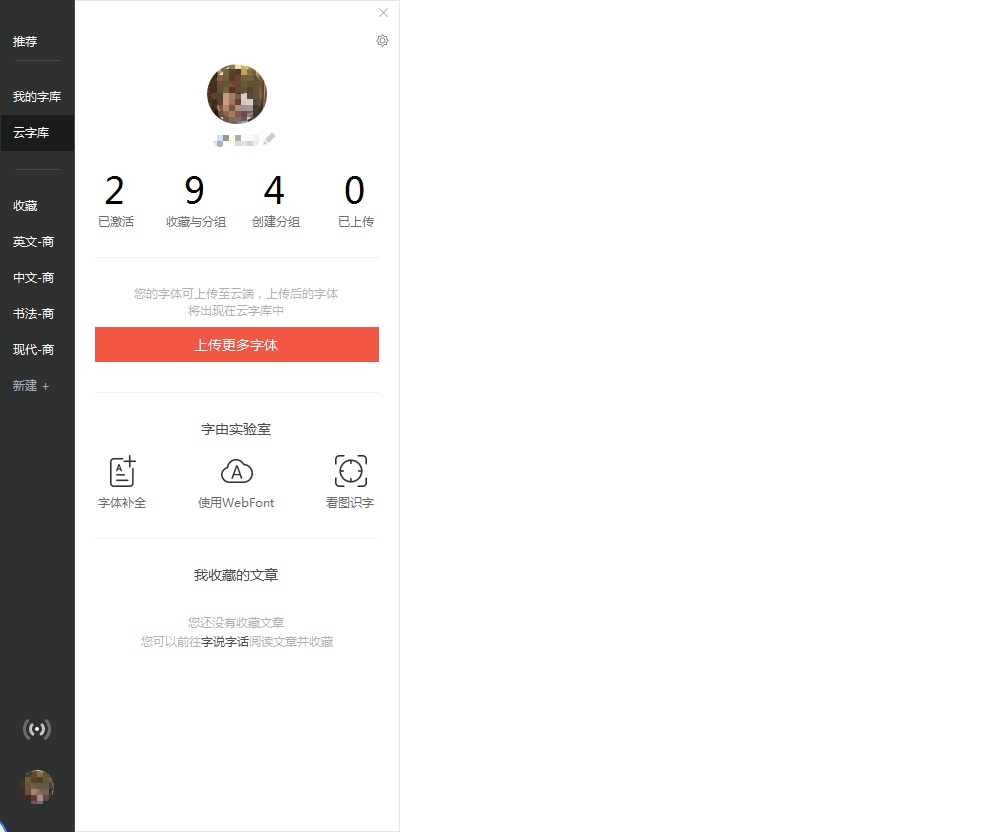 推荐
我的字库
云字库
收藏
英文-商
中文-商
书法-商
现代-商
新建 +
2 9 4 0
已激活 收藏与分组 创建分组 已上传
您的字体可上传至云端，上传后的字体
将出现在云字库中
上传更多字体
字由实验室
A A
字体补全 使用WebFont 看图识字
我收藏的文章
您还没有收藏文章
您可以前往字说字话阅读文章并收藏